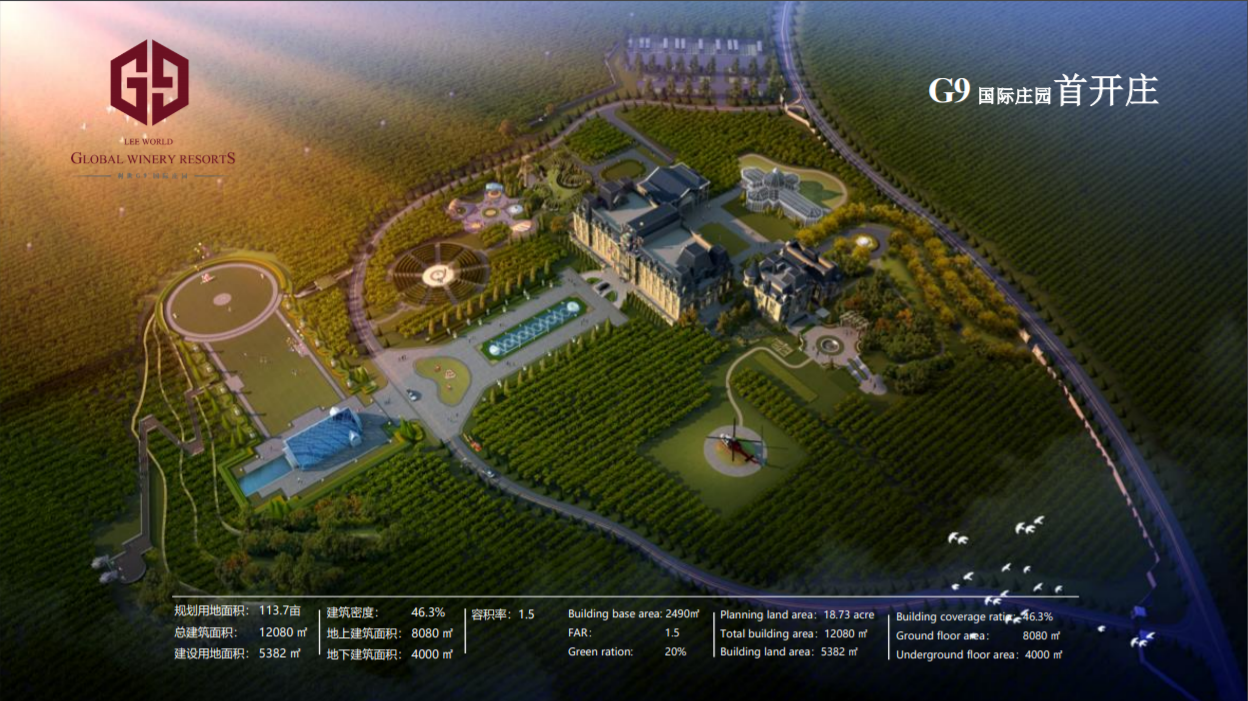 G9
LEE WORLD
GLOBAL WINERY RESORTS
G9 国际庄园首开庄
规划用地面积: 113.7亩
总建筑面积: 12080 ㎡
建设用地面积: 5382 ㎡
建筑密度: 46.3%
地上建筑面积: 8080 ㎡
地下建筑面积: 4000 ㎡
容积率: 1.5
Building base area: 2490㎡
FAR: 1.5
Green ration: 20%
Planning land area: 18.73 acre
Total building area: 12080 ㎡
Building land area: 5382 ㎡
Building coverage ratio: 46.3%
Ground floor area: 8080 ㎡
Underground floor area: 4000 ㎡